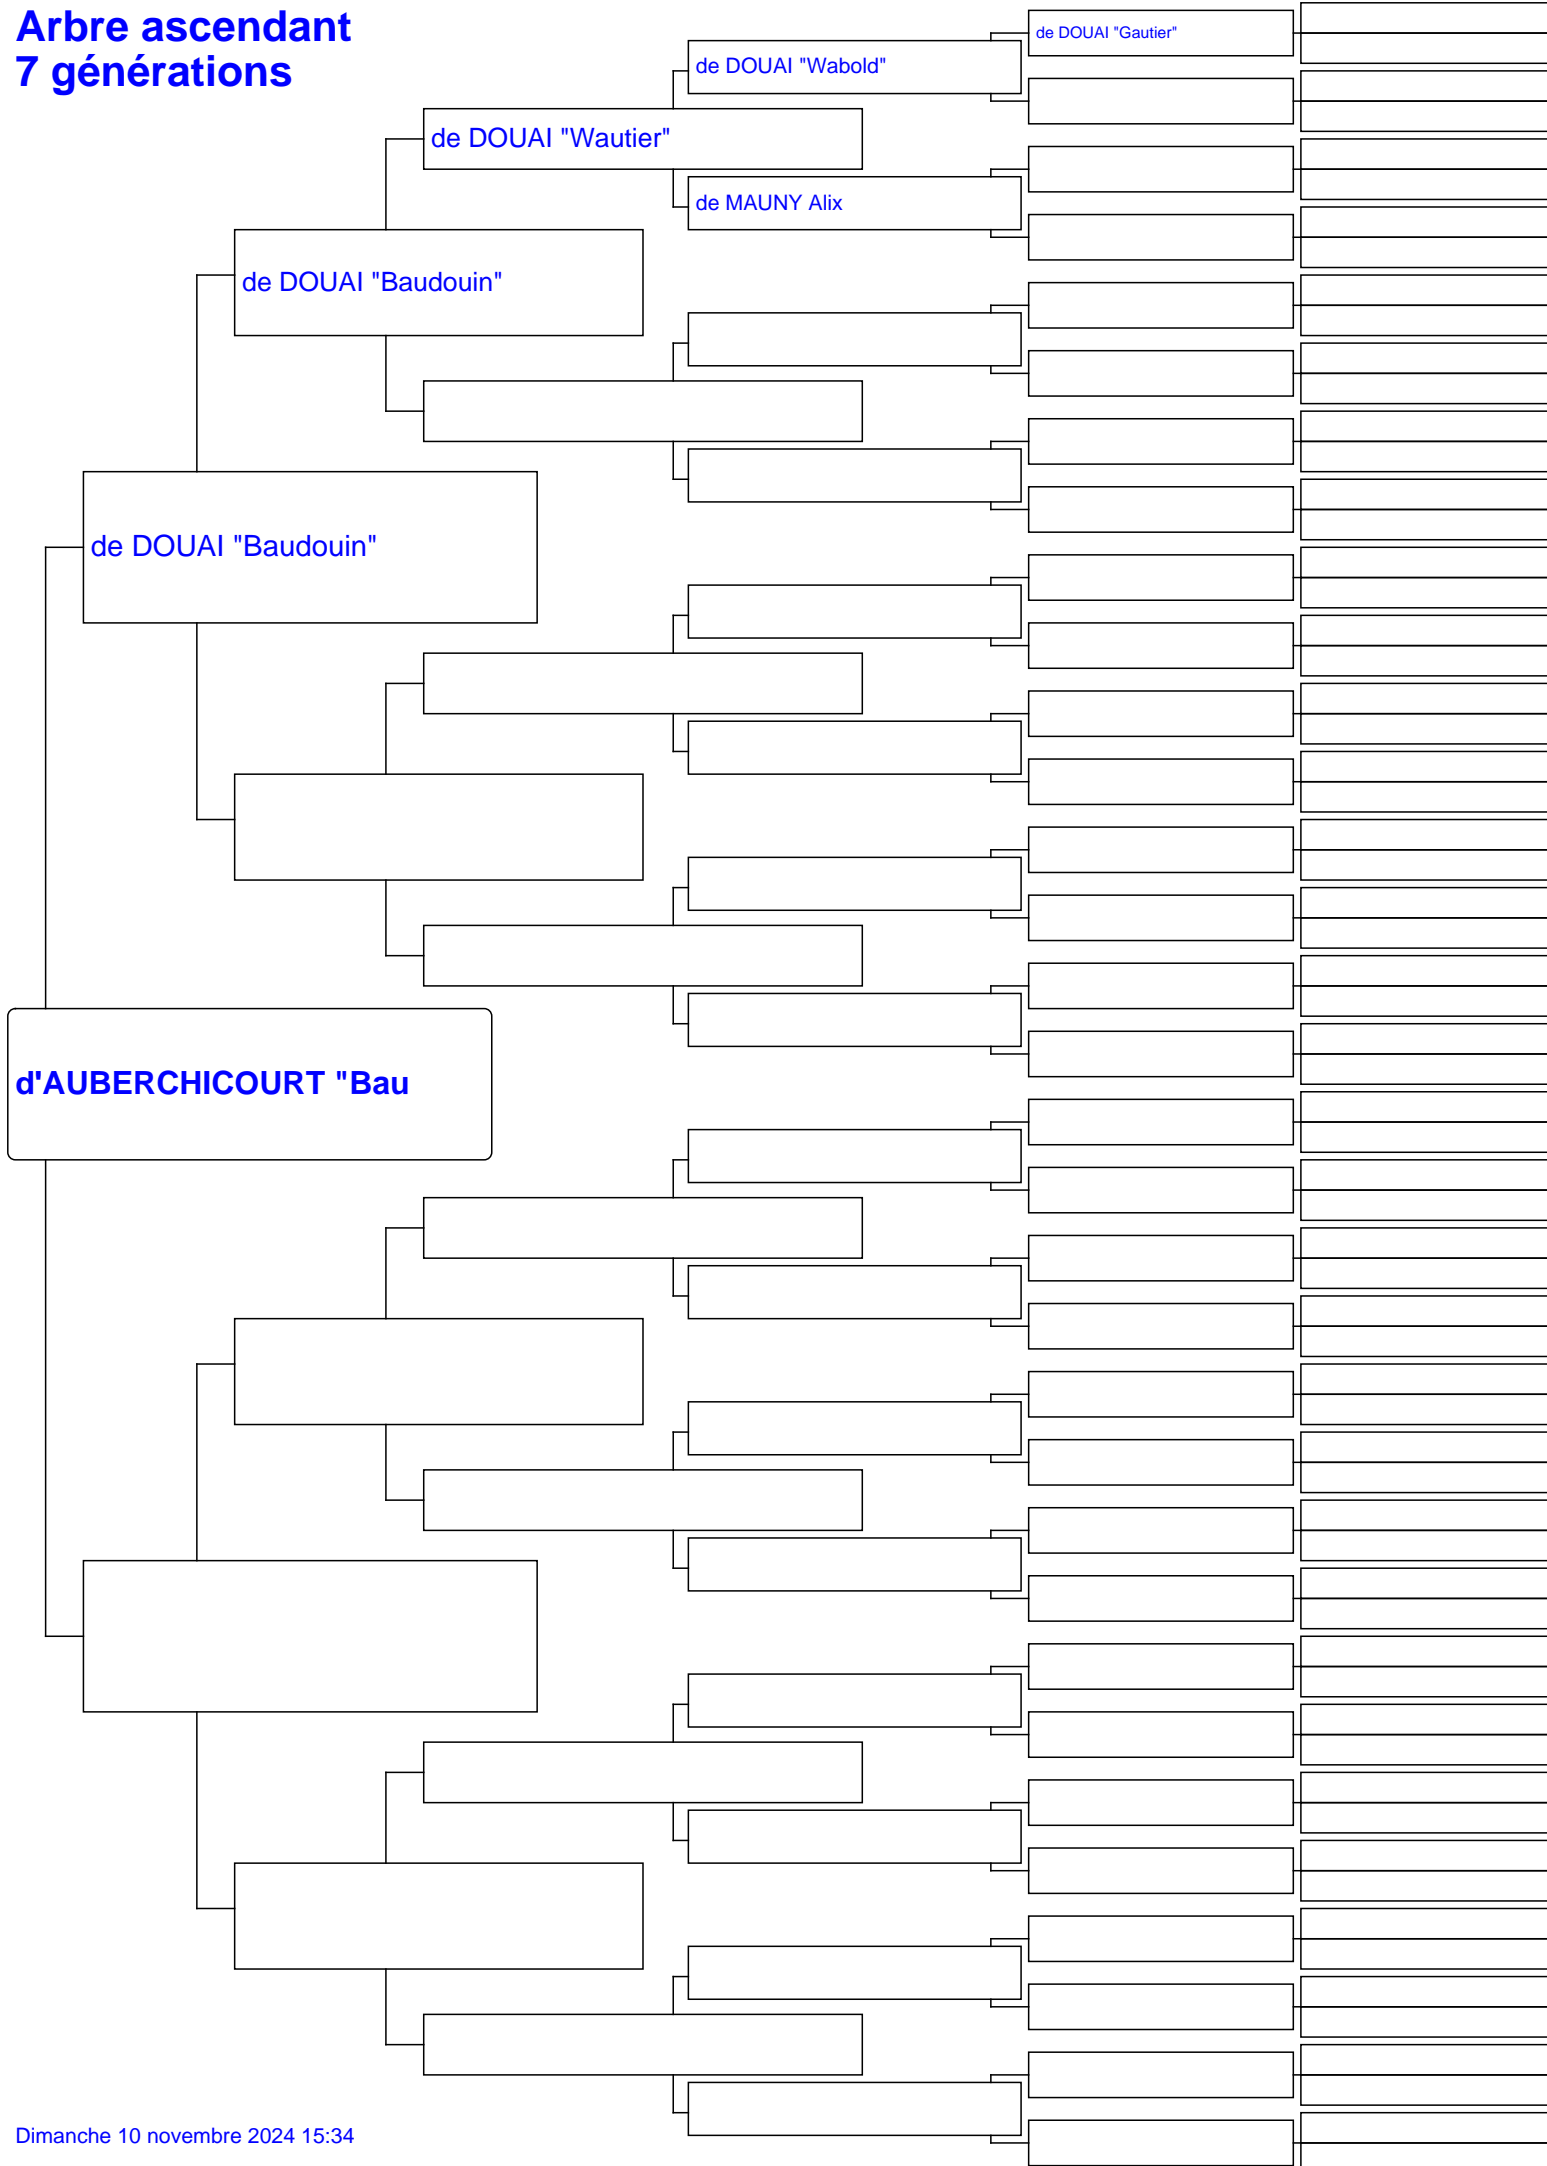 Arbre ascendant
7 générations
de DOUAI "Gautier"
de DOUAI "Wabold"
de DOUAI "Wautier"
de MAUNY Alix
de DOUAI "Baudouin"
de DOUAI "Baudouin"
d'AUBERCHICOURT "Bau
Dimanche 10 novembre 2024 15:34